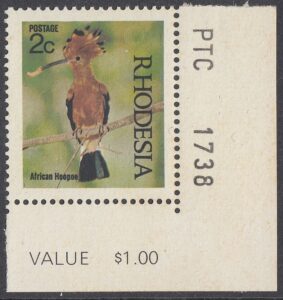 POSTAGE
2c
RHODESIA
African Hoopoe
PTC 1738
VALUE $1.00